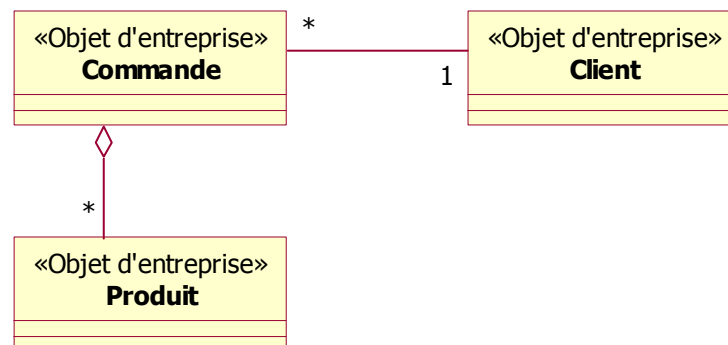 «Objet d'entreprise»
Commande
*
1
«Objet d'entreprise»
Client
*
«Objet d'entreprise»
Produit